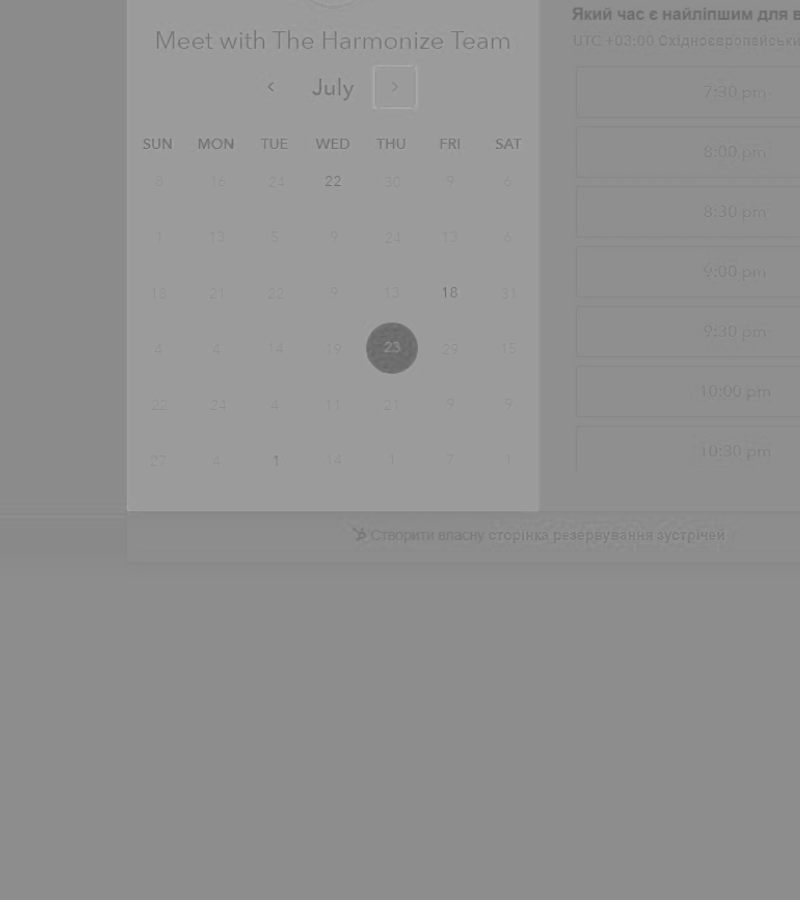 Meet with The Harmonize Team
July
SUN MON TUE WED THU FRI SAT
8 16 24 22 30 9 6
1 13 5 9 24 13 6
18 21 22 9 13 18 31
4 4 14 19 23 29 15
22 24 4 11 21 9 9
27 4 1 14 1 7 1
Який час є найліпшим для
UTC +03:00 Східноєвропейськи
7:30 pm
8:00 pm
8:30 pm
9:00 pm
9:30 pm
10:00 pm
10:30 pm
Створити власну сторінка резервування зустрічей